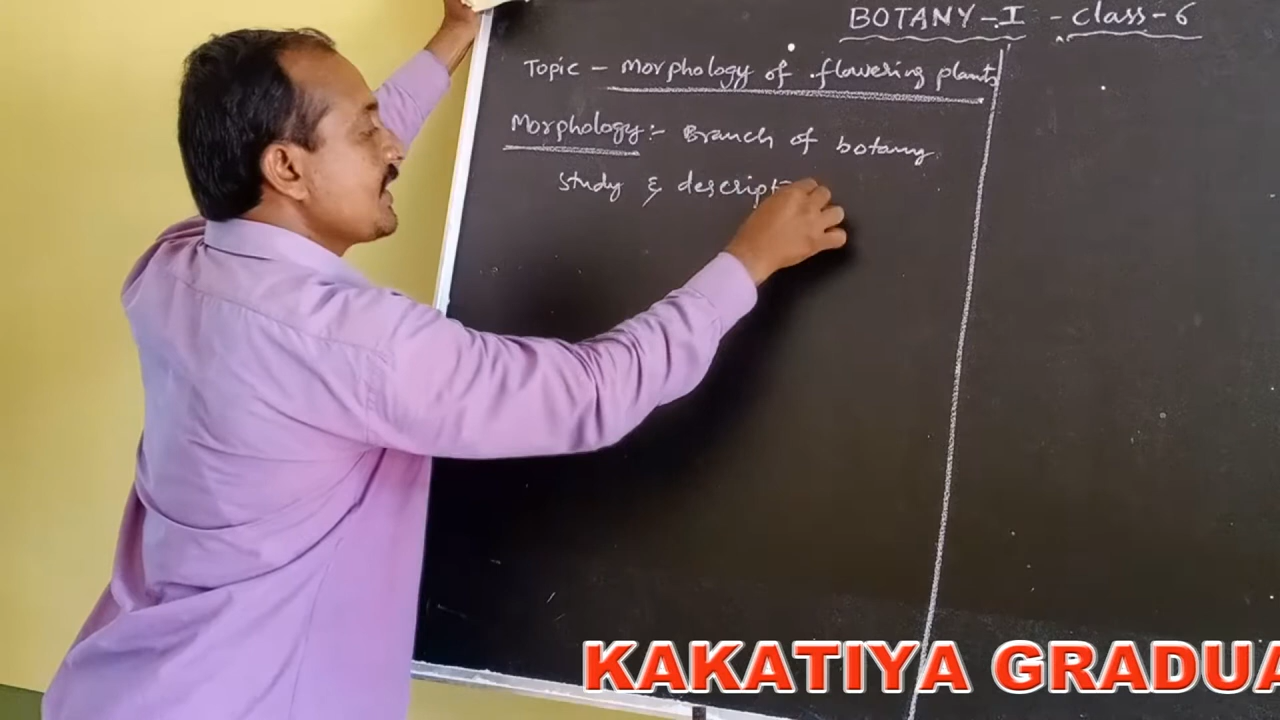 BOTANY - I - class - 6
Topic - Morphology of flowering plants
Morphology :- Branch of botany
Study & descript
KAKATIYA GRADUA